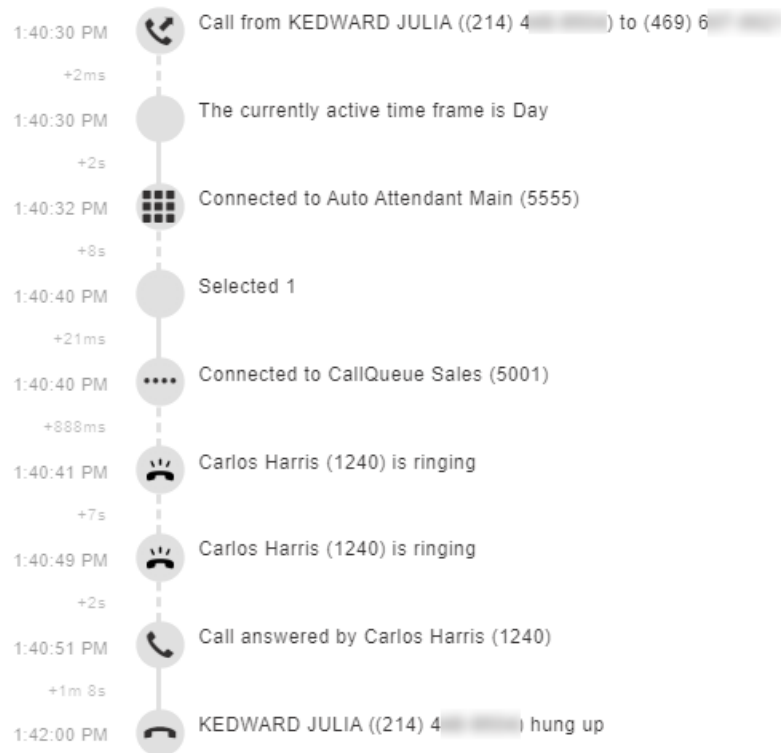 1:40:30 PM Call from KEDWARD JULIA ((214) 4 ) to (469) 6
+2ms
1:40:30 PM The currently active time frame is Day
+2s
1:40:32 PM Connected to Auto Attendant Main (5555)
+8s
1:40:40 PM Selected 1
+21ms
1:40:40 PM Connected to CallQueue Sales (5001)
+888ms
1:40:41 PM Carlos Harris (1240) is ringing
+7s
1:40:49 PM Carlos Harris (1240) is ringing
+2s
1:40:51 PM Call answered by Carlos Harris (1240)
+1m 8s
1:42:00 PM KEDWARD JULIA ((214) 4 ) hung up